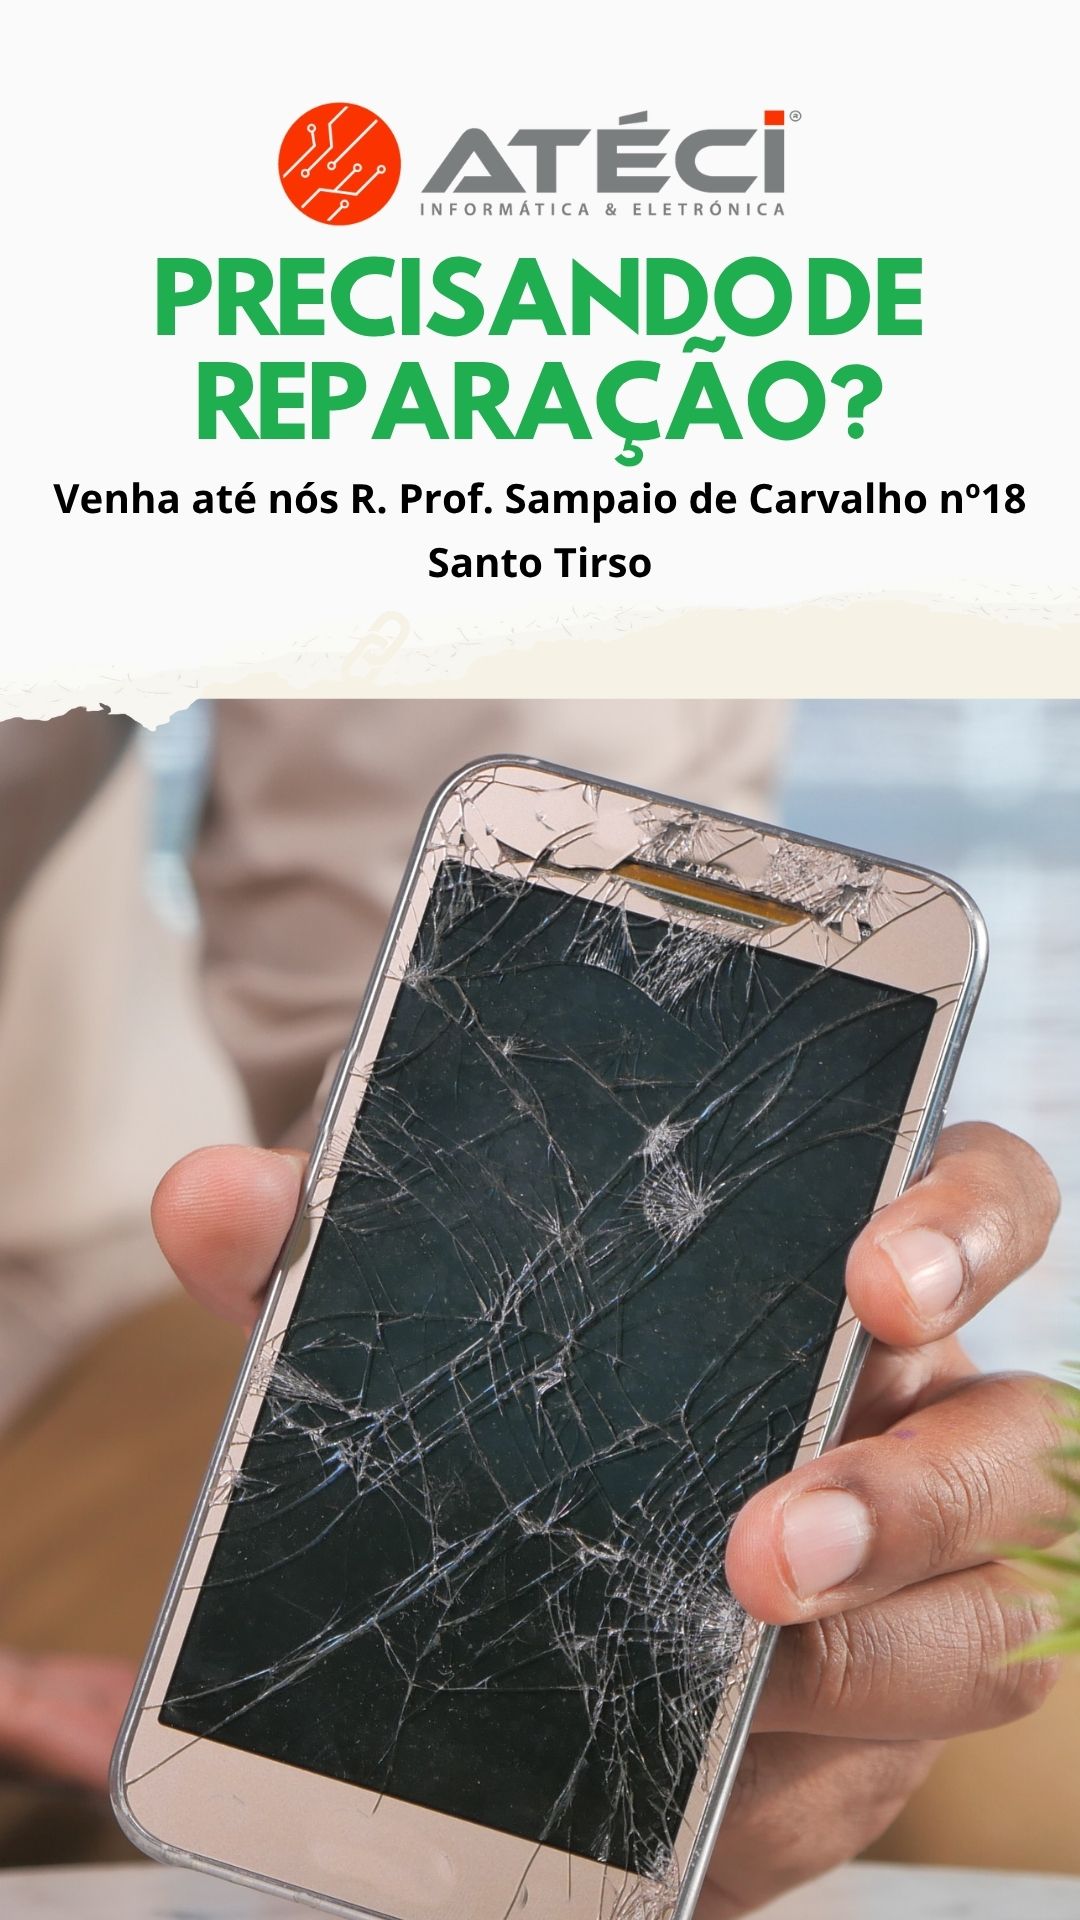 ATÉCI®
INFORMÁTICA & ELETRÓNICA
PRECISANDO DE
REPARAÇÃO?
Venha até nós R. Prof. Sampaio de Carvalho nº18
Santo Tirso